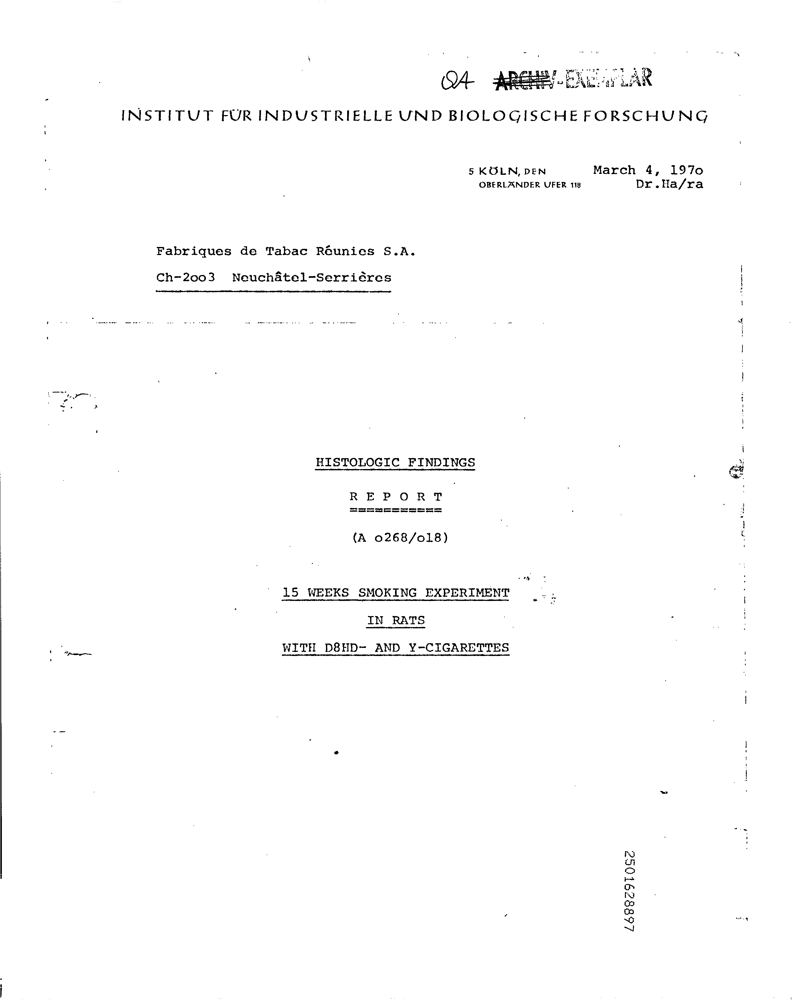 QA ARCHIV-EXEMPLAR
INSTITUT FÜR INDUSTRIELLE UND BIOLOGISCHE FORSCHUNG
5 KÖLN, DEN March 4, 197o
OBERLÄNDER UFER 118 Dr.Ha/ra
Fabriques de Tabac Réunies S.A.
Ch-2oo3 Neuchâtel-Serrières
HISTOLOGIC FINDINGS
R E P O R T
===========
(A o268/o18)
15 WEEKS SMOKING EXPERIMENT
IN RATS
WITH D8HD- AND Y-CIGARETTES
2501628897